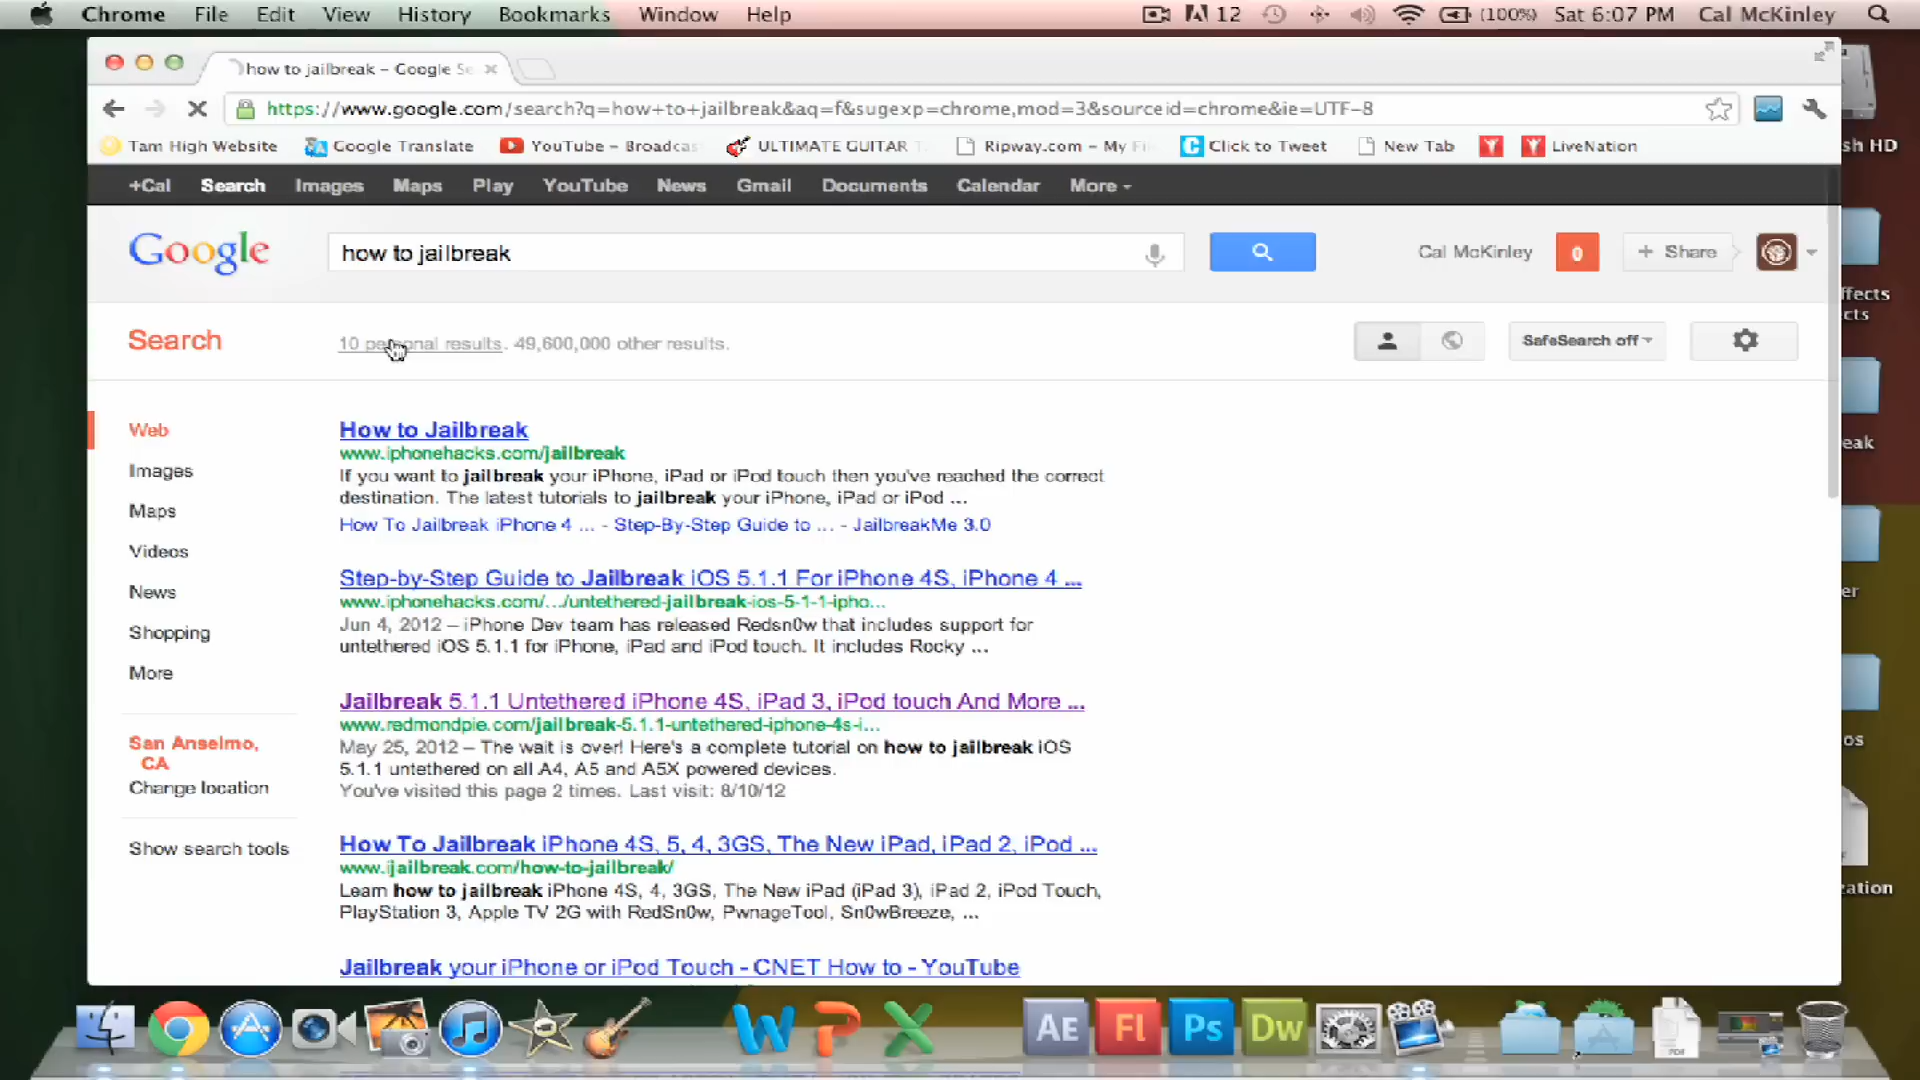 Chrome File Edit View History Bookmarks Window Help 12 (100%) Sat 6:07 PM Cal McKinley
how to jailbreak – Google Se
https://www.google.com/search?q=how+to+jailbreak&aq=f&sugexp=chrome,mod=3&sourceid=chrome&ie=UTF-8
Tam High Website Google Translate YouTube – Broadcas ULTIMATE GUITAR Ripway.com – My Fi Click to Tweet New Tab LiveNation
sh HD
+Cal Search Images Maps Play YouTube News Gmail Documents Calendar More
Google how to jailbreak Cal McKinley 0 + Share
ffects
cts
Search 10 personal results. 49,600,000 other results. SafeSearch off
Web
Images
Maps
Videos
News
Shopping
More
San Anselmo,
CA
Change location
Show search tools
How to Jailbreak
www.iphonehacks.com/jailbreak
If you want to jailbreak your iPhone, iPad or iPod touch then you've reached the correct
destination. The latest tutorials to jailbreak your iPhone, iPad or iPod ...
How To Jailbreak iPhone 4 ... - Step-By-Step Guide to ... - JailbreakMe 3.0
Step-by-Step Guide to Jailbreak iOS 5.1.1 For iPhone 4S, iPhone 4 ...
www.iphonehacks.com/.../untethered-jailbreak-ios-5-1-1-ipho...
Jun 4, 2012 – iPhone Dev team has released Redsn0w that includes support for
untethered iOS 5.1.1 for iPhone, iPad and iPod touch. It includes Rocky ...
Jailbreak 5.1.1 Untethered iPhone 4S, iPad 3, iPod touch And More ...
www.redmondpie.com/jailbreak-5.1.1-untethered-iphone-4s-i...
May 25, 2012 – The wait is over! Here's a complete tutorial on how to jailbreak iOS
5.1.1 untethered on all A4, A5 and A5X powered devices.
You've visited this page 2 times. Last visit: 8/10/12
How To Jailbreak iPhone 4S, 5, 4, 3GS, The New iPad, iPad 2, iPod ...
www.ijailbreak.com/how-to-jailbreak/
Learn how to jailbreak iPhone 4S, 4, 3GS, The New iPad (iPad 3), iPad 2, iPod Touch,
PlayStation 3, Apple TV 2G with RedSn0w, PwnageTool, Sn0wBreeze, ...
Jailbreak your iPhone or iPod Touch - CNET How to - YouTube
eak
er
os
zation
W P X AE Fl Ps Dw PDF